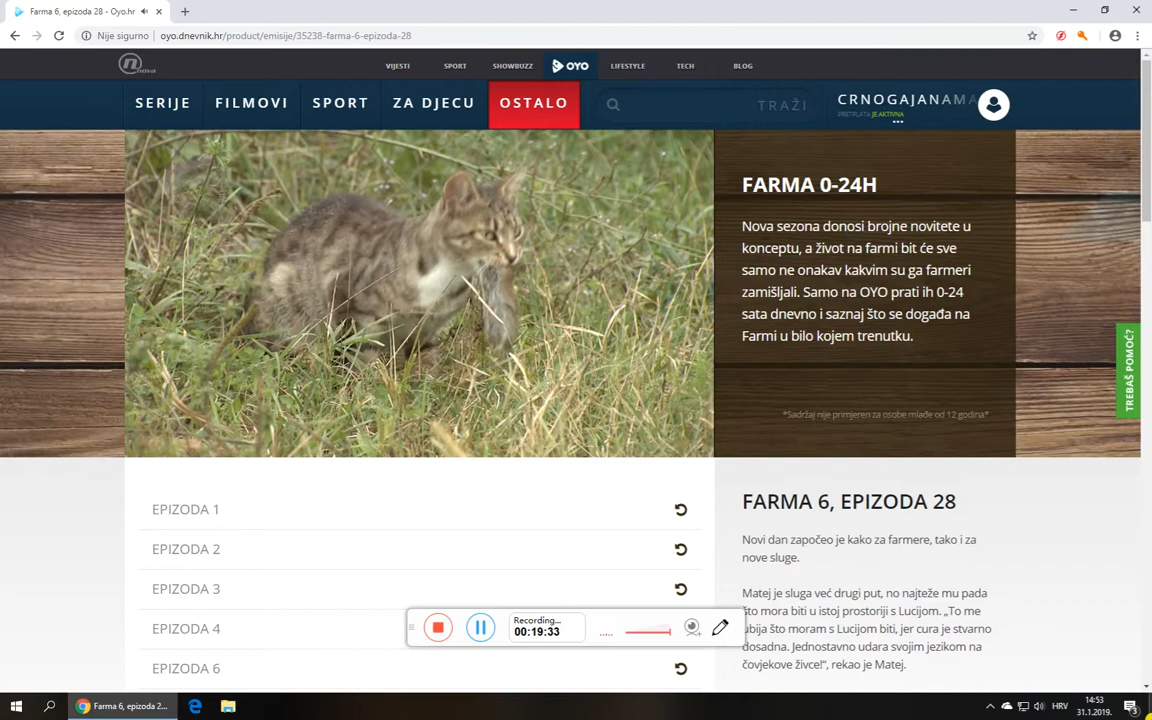 Farma 6, epizoda 28 - Oyo.hr
Nije sigurno
oyo.dnevnik.hr/product/emisije/35238-farma-6-epizoda-28
nova
VIJESTI
SPORT
SHOWBUZZ
OYO
LIFESTYLE
TECH
BLOG
SERIJE
FILMOVI
SPORT
ZA DJECU
OSTALO
TRAŽI
CRNOGAJANAMA
PRETPLATA JE AKTIVNA
FARMA 0-24H
Nova sezona donosi brojne novitete u
konceptu, a život na farmi bit će sve
samo ne onakav kakvim su ga farmeri
zamišljali. Samo na OYO prati ih 0-24
sata dnevno i saznaj što se događa na
Farmi u bilo kojem trenutku.
*Sadržaj nije primjeren za osobe mlađe od 12 godina*
TREBAŠ POMOĆ?
EPIZODA 1
EPIZODA 2
EPIZODA 3
EPIZODA 4
EPIZODA 6
FARMA 6, EPIZODA 28
Novi dan započeo je kako za farmere, tako i za
nove sluge.
Matej je sluga već drugi put, no najteže mu pada
što mora biti u istoj prostoriji s Lucijom. „To me
ubija što moram s Lucijom biti, jer cura je stvarno
dosadna. Jednostavno udara svojim jezikom na
čovjekove živce!“, rekao je Matej.
Recording...
00:19:33
Farma 6, epizoda 2...
HRV
14:53
31.1.2019.
3